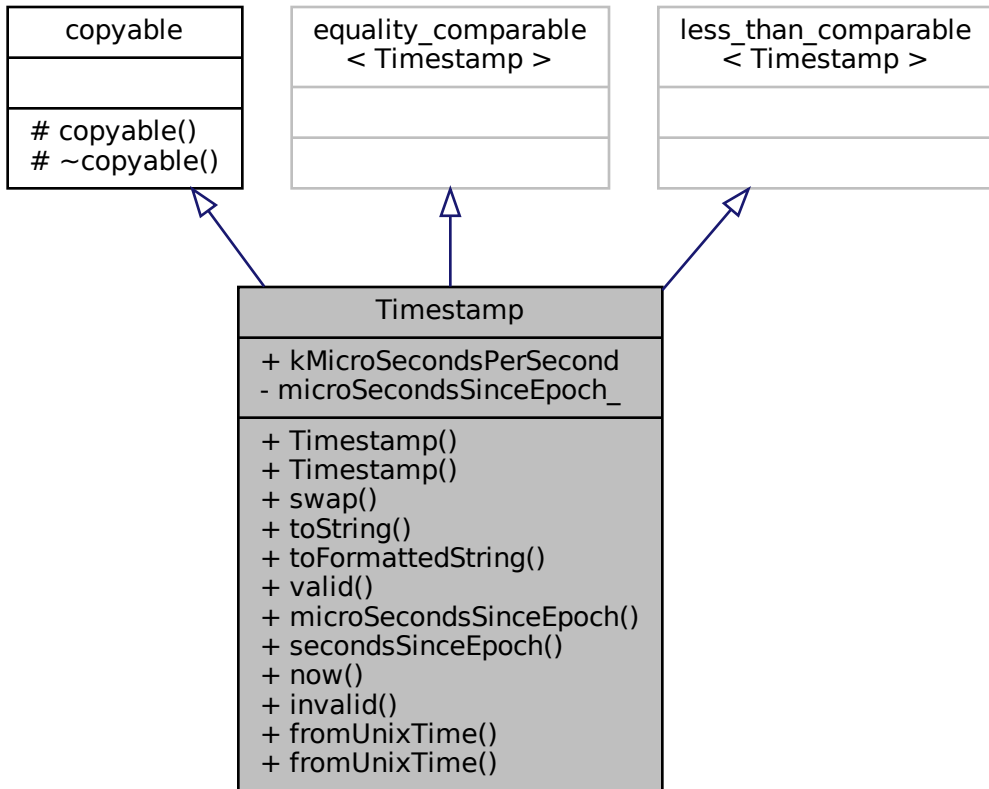 copyable
# copyable()
# ~copyable()
equality_comparable
< Timestamp >
less_than_comparable
< Timestamp >
Timestamp
+ kMicroSecondsPerSecond
- microSecondsSinceEpoch_
+ Timestamp()
+ Timestamp()
+ swap()
+ toString()
+ toFormattedString()
+ valid()
+ microSecondsSinceEpoch()
+ secondsSinceEpoch()
+ now()
+ invalid()
+ fromUnixTime()
+ fromUnixTime()